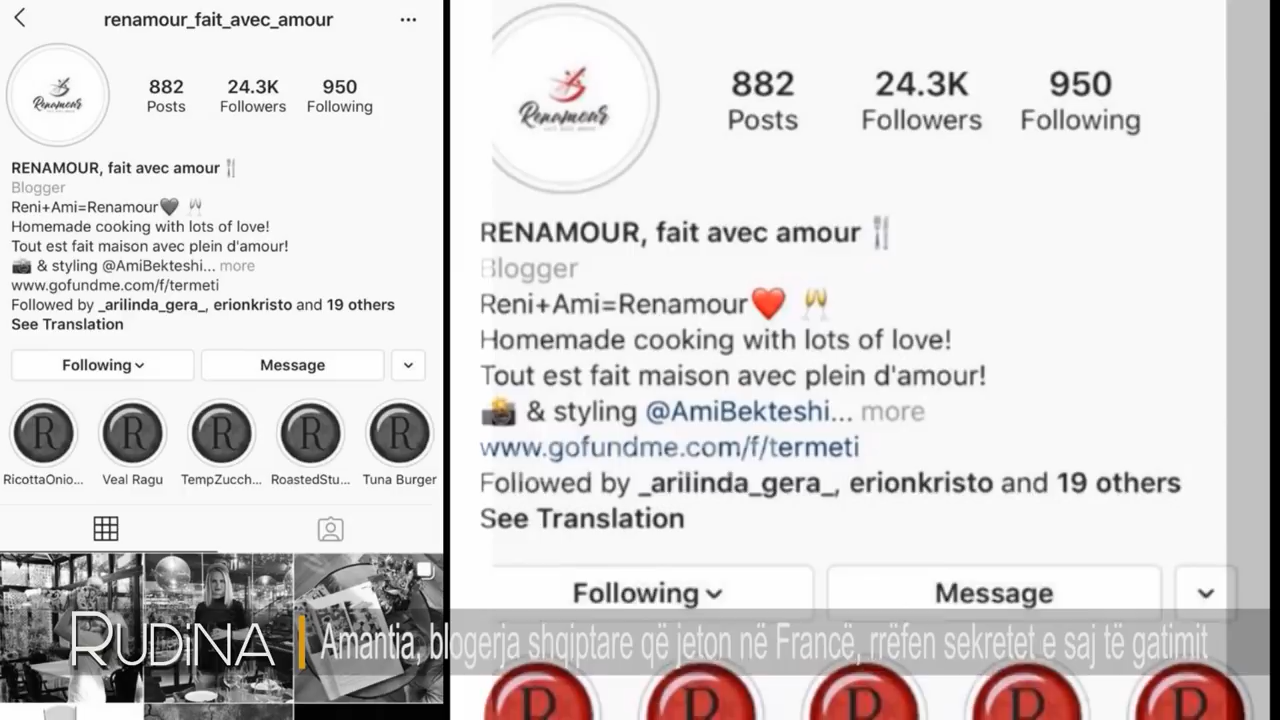 renamour_fait_avec_amour
Renamour
882 24.3K 950
Posts Followers Following
RENAMOUR, fait avec amour
Blogger
Reni+Ami=Renamour
Homemade cooking with lots of love!
Tout est fait maison avec plein d'amour!
& styling @AmiBekteshi... more
www.gofundme.com/f/termeti
Followed by _arilinda_gera_, erionkristo and 19 others
See Translation
Following Message
R R R R R
RicottaOnio... Veal Ragu TempZucch... RoastedStu... Tuna Burger
Renamour
882 24.3K 950
Posts Followers Following
RENAMOUR, fait avec amour
Blogger
Reni+Ami=Renamour
Homemade cooking with lots of love!
Tout est fait maison avec plein d'amour!
& styling @AmiBekteshi... more
www.gofundme.com/f/termeti
Followed by _arilinda_gera_, erionkristo and 19 others
See Translation
Following Message
R R R R R
RUDiNA Amantia, blogerja shqiptare që jeton në Francë, rrëfen sekretet e saj të gatimit